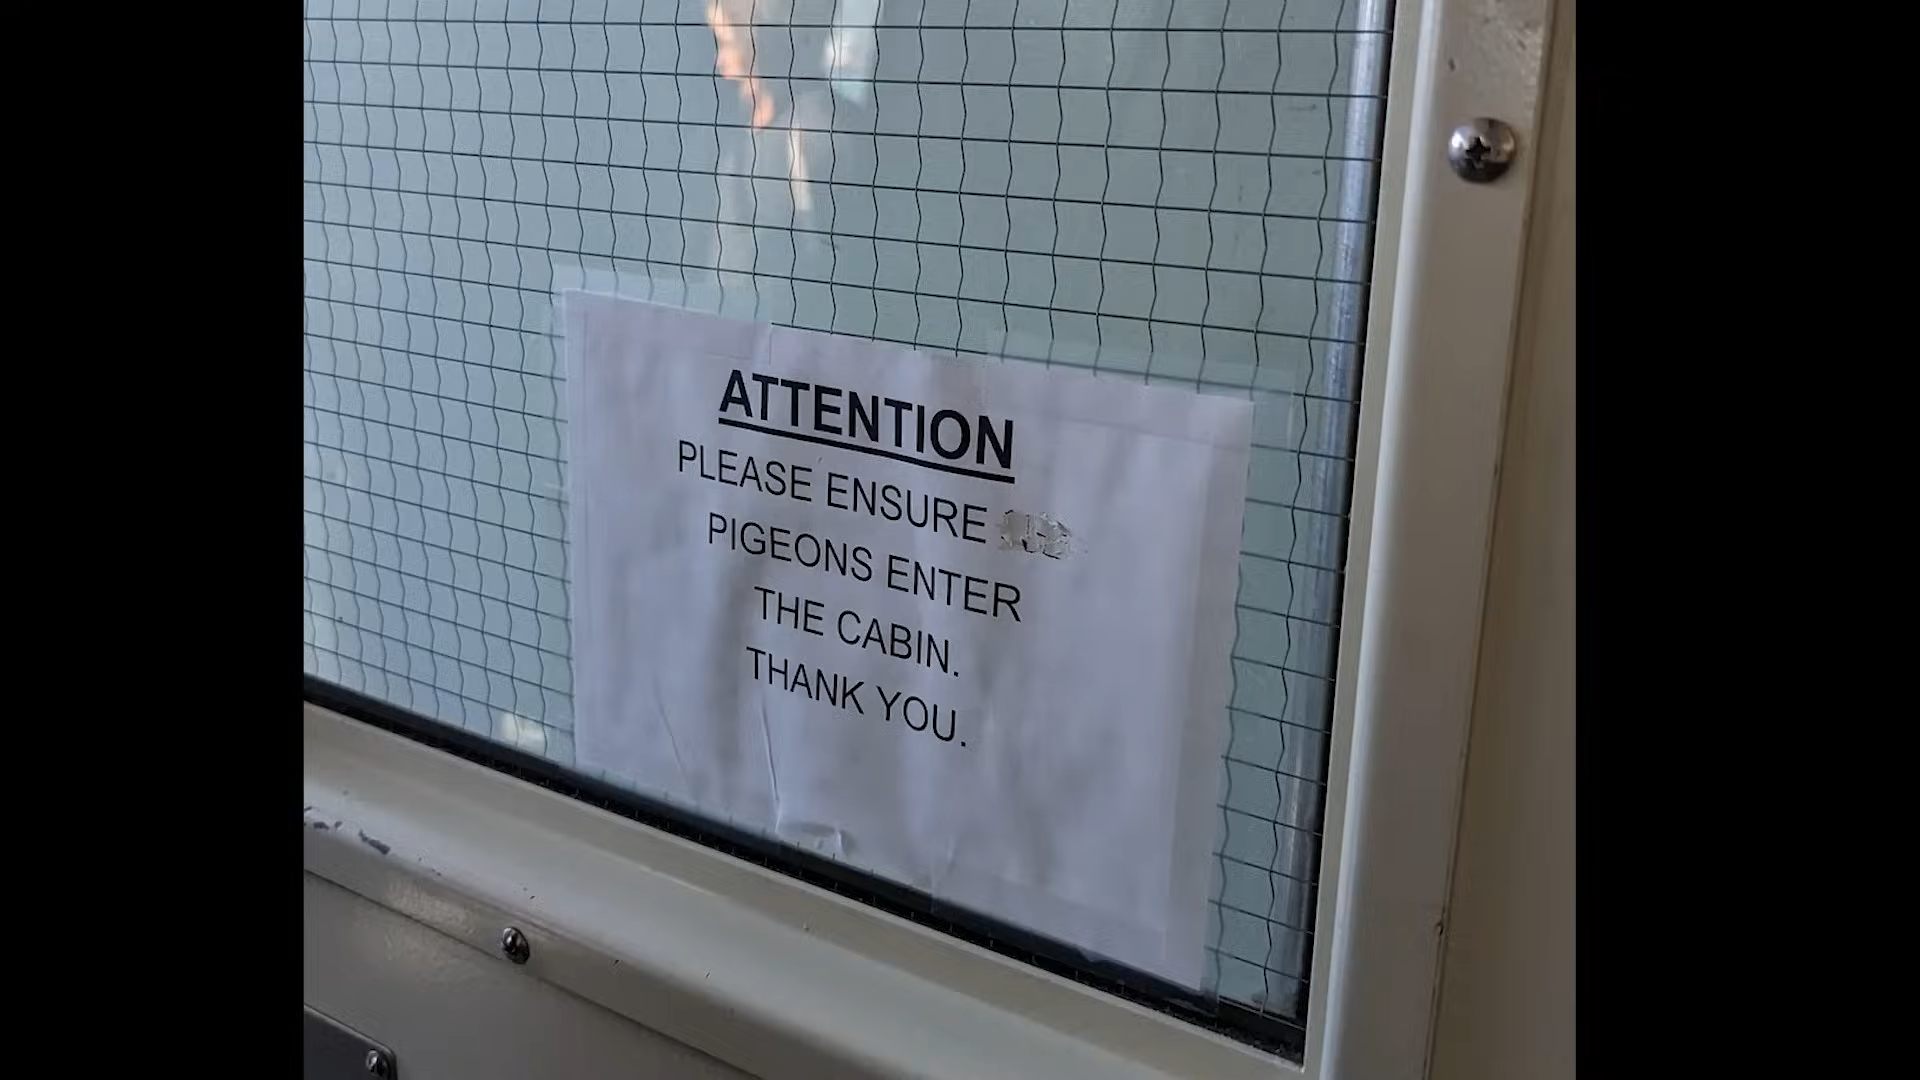 ATTENTION
PLEASE ENSURE
PIGEONS ENTER
THE CABIN.
THANK YOU.